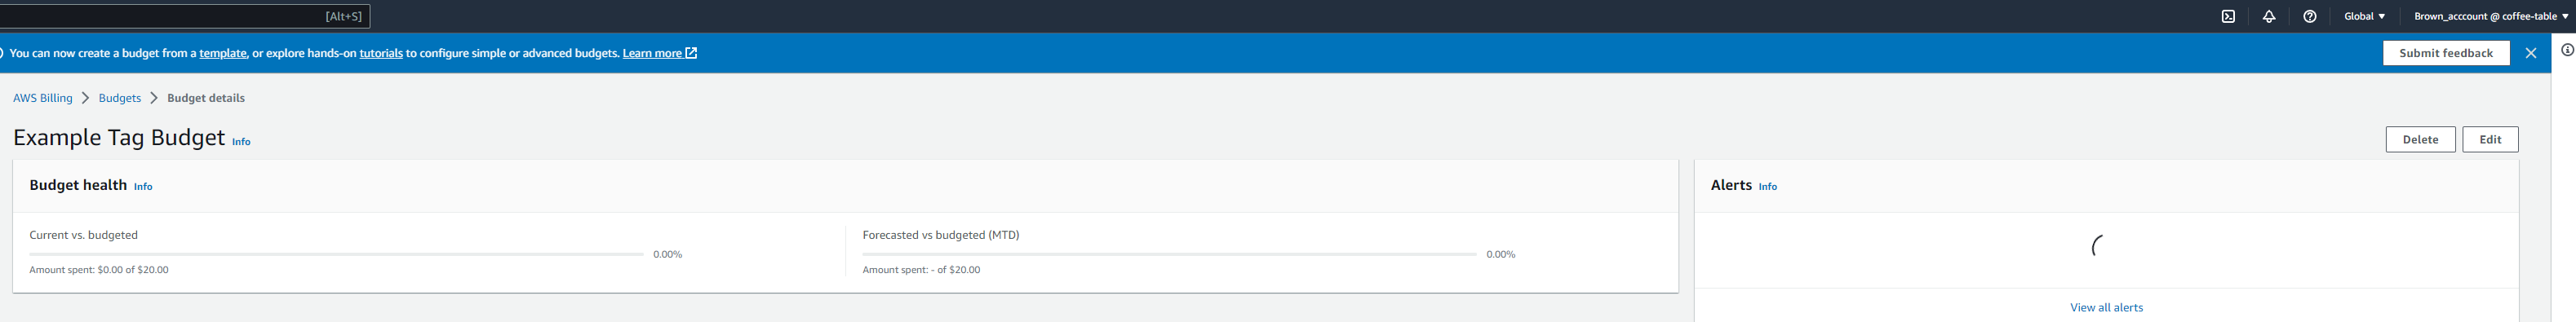 [Alt+S]
Global ▼
Brown_acccount @ coffee-table ▼
You can now create a budget from a template, or explore hands-on tutorials to configure simple or advanced budgets. Learn more
Submit feedback
AWS Billing > Budgets > Budget details
Example Tag Budget Info
Delete
Edit
Budget health Info
Alerts Info
Current vs. budgeted
0.00%
Amount spent: $0.00 of $20.00
Forecasted vs budgeted (MTD)
0.00%
Amount spent: - of $20.00
View all alerts